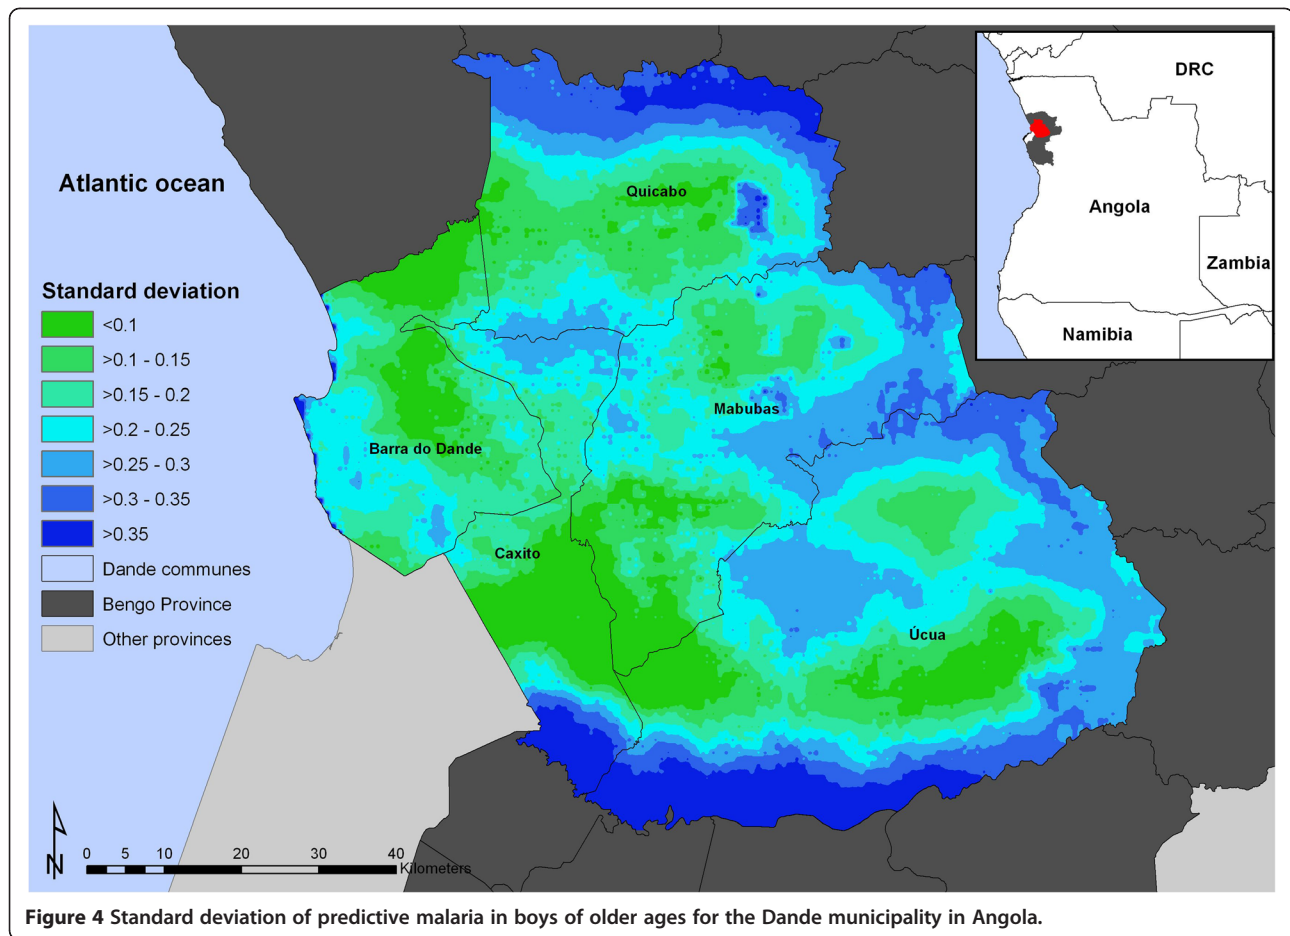 DRC
Atlantic ocean
Quicabo
Angola
Zambia
Namibia
Standard deviation
<0.1
>0.1 - 0.15
>0.15 - 0.2
>0.2 - 0.25
>0.25 - 0.3
>0.3 - 0.35
>0.35
Dande communes
Bengo Province
Other provinces
Mabubas
Barra do Dande
Caxito
Úcua
N
0 5 10 20 30 40
Kilometers
Figure 4 Standard deviation of predictive malaria in boys of older ages for the Dande municipality in Angola.